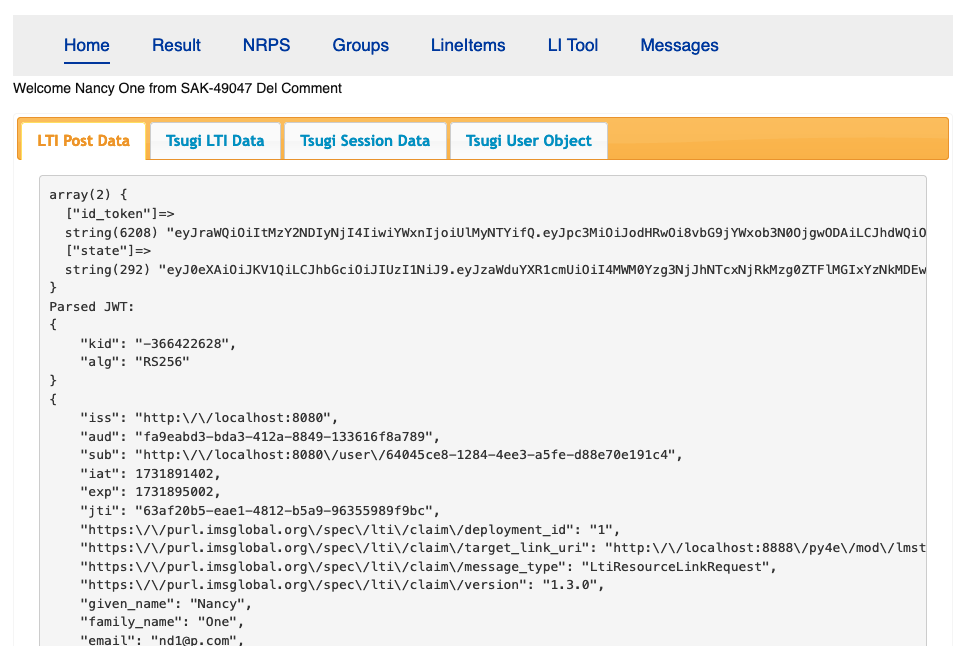 Home Result NRPS Groups LineItems LI Tool Messages
Welcome Nancy One from SAK-49047 Del Comment
LTI Post Data Tsugi LTI Data Tsugi Session Data Tsugi User Object
array(2) {
  ["id_token"]=>
  string(6208) "eyJraWQiOiItMzY2NDIyNjI4IiwiYWxnIjoiUlMyNTYifQ.eyJpc3MiOiJodHRwOi8vbG9jYWxob3N0OjgwODAiLCJhdWQiO
  ["state"]=>
  string(292) "eyJ0eXAiOiJKV1QiLCJhbGciOiJIUzI1NiJ9.eyJzaWduYXR1cmUiOiI4MWM0Yzg3NjJhNTcxNjRkMzg0ZTFlMGIxYzNkMDEw
}
Parsed JWT:
{
    "kid": "-366422628",
    "alg": "RS256"
}
{
    "iss": "http:\/\/localhost:8080",
    "aud": "fa9eabd3-bda3-412a-8849-133616f8a789",
    "sub": "http:\/\/localhost:8080\/user\/64045ce8-1284-4ee3-a5fe-d88e70e191c4",
    "iat": 1731891402,
    "exp": 1731895002,
    "jti": "63af20b5-eae1-4812-b5a9-96355989f9bc",
    "https:\/\/purl.imsglobal.org\/spec\/lti\/claim\/deployment_id": "1",
    "https:\/\/purl.imsglobal.org\/spec\/lti\/claim\/target_link_uri": "http:\/\/localhost:8888\/py4e\/mod\/lmst
    "https:\/\/purl.imsglobal.org\/spec\/lti\/claim\/message_type": "LtiResourceLinkRequest",
    "https:\/\/purl.imsglobal.org\/spec\/lti\/claim\/version": "1.3.0",
    "given_name": "Nancy",
    "family_name": "One",
    "email": "nd1@p.com",